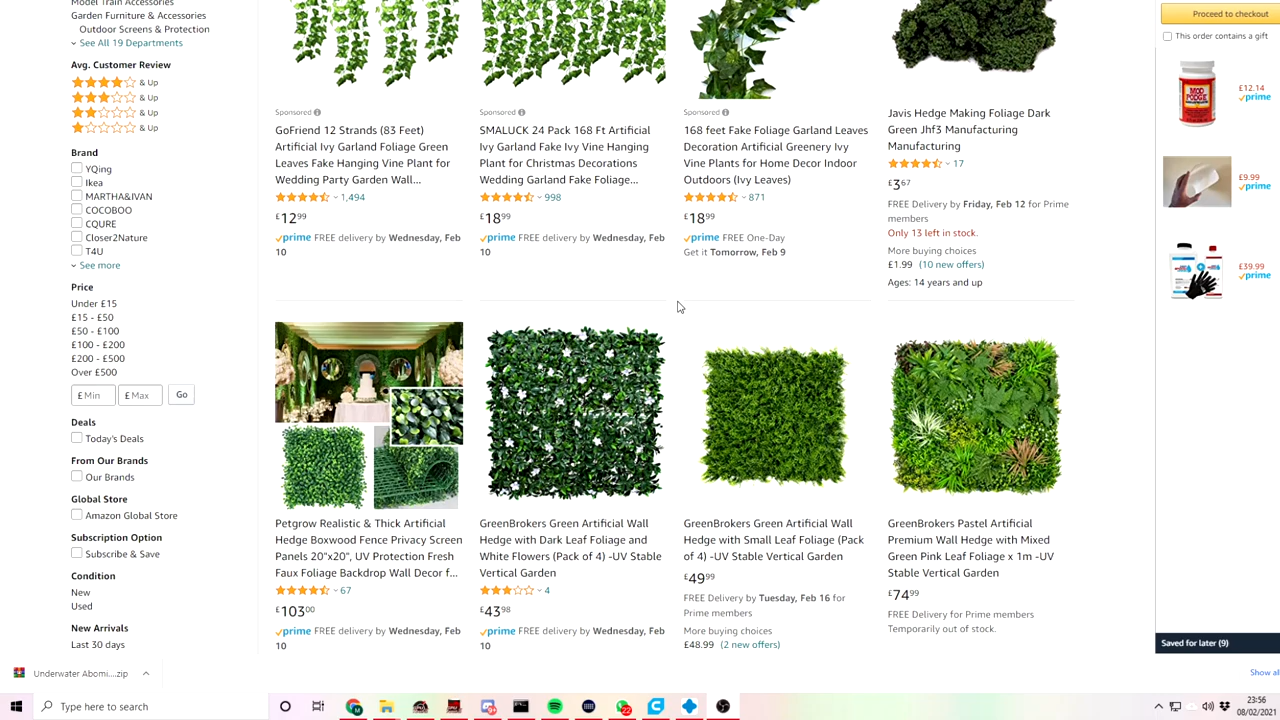 Model Train Accessories
Garden Furniture & Accessories
Outdoor Screens & Protection
See All 19 Departments
Avg. Customer Review
& Up
& Up
& Up
& Up
Brand
YQing
Ikea
MARTHA&IVAN
COCOBOO
CQURE
Closer2Nature
T4U
See more
Price
Under £15
£15 - £50
£50 - £100
£100 - £200
£200 - £500
Over £500
£ Min £ Max Go
Deals
Today's Deals
From Our Brands
Our Brands
Global Store
Amazon Global Store
Subscription Option
Subscribe & Save
Condition
New
Used
New Arrivals
Last 30 days
Sponsored
GoFriend 12 Strands (83 Feet)
Artificial Ivy Garland Foliage Green
Leaves Fake Hanging Vine Plant for
Wedding Party Garden Wall...
1,494
£12.99
prime FREE delivery by Wednesday, Feb
10
Sponsored
SMALUCK 24 Pack 168 Ft Artificial
Ivy Garland Fake Ivy Vine Hanging
Plant for Christmas Decorations
Wedding Garland Fake Foliage...
998
£18.99
prime FREE delivery by Wednesday, Feb
10
Sponsored
168 feet Fake Foliage Garland Leaves
Decoration Artificial Greenery Ivy
Vine Plants for Home Decor Indoor
Outdoors (Ivy Leaves)
871
£18.99
prime FREE One-Day
Get it Tomorrow, Feb 9
Javis Hedge Making Foliage Dark
Green Jhf3 Manufacturing
Manufacturing
17
£3.67
FREE Delivery by Friday, Feb 12 for Prime
members
Only 13 left in stock.
More buying choices
£1.99 (10 new offers)
Ages: 14 years and up
Petgrow Realistic & Thick Artificial
Hedge Boxwood Fence Privacy Screen
Panels 20"x20", UV Protection Fresh
Faux Foliage Backdrop Wall Decor f...
67
£103.00
prime FREE delivery by Wednesday, Feb
10
GreenBrokers Green Artificial Wall
Hedge with Dark Leaf Foliage and
White Flowers (Pack of 4) -UV Stable
Vertical Garden
4
£43.98
prime FREE delivery by Wednesday, Feb
10
GreenBrokers Green Artificial Wall
Hedge with Small Leaf Foliage (Pack
of 4) -UV Stable Vertical Garden
£49.99
FREE Delivery by Tuesday, Feb 16 for
Prime members
More buying choices
£48.99 (2 new offers)
GreenBrokers Pastel Artificial
Premium Wall Hedge with Mixed
Green Pink Leaf Foliage x 1m -UV
Stable Vertical Garden
£74.99
FREE Delivery for Prime members
Temporarily out of stock.
Proceed to checkout
This order contains a gift
MOD PODGE
£12.14
prime
£9.99
prime
£39.99
prime
Saved for later (9)
Underwater Abomi....zip
Show all
Type here to search
22
23:56
08/02/2021